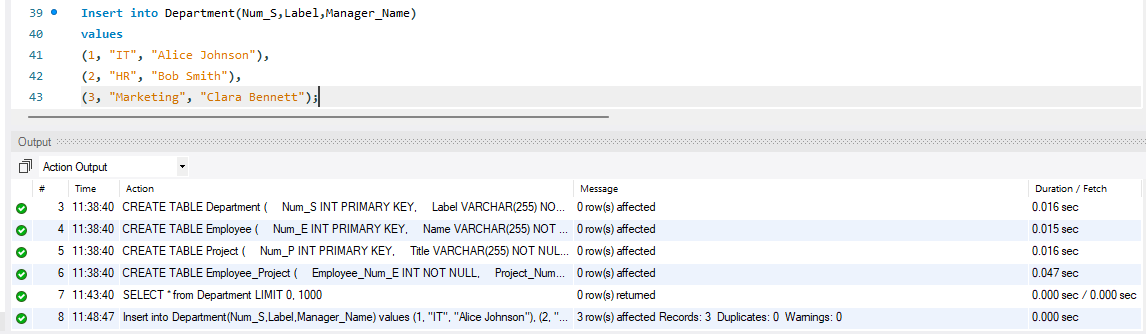 39 Insert into Department(Num_S,Label,Manager_Name)
40 values
41 (1, "IT", "Alice Johnson"),
42 (2, "HR", "Bob Smith"),
43 (3, "Marketing", "Clara Bennett");
Output
Action Output
# Time Action Message Duration / Fetch
3 11:38:40 CREATE TABLE Department ( Num_S INT PRIMARY KEY, Label VARCHAR(255) NO... 0 row(s) affected 0.016 sec
4 11:38:40 CREATE TABLE Employee ( Num_E INT PRIMARY KEY, Name VARCHAR(255) NOT ... 0 row(s) affected 0.015 sec
5 11:38:40 CREATE TABLE Project ( Num_P INT PRIMARY KEY, Title VARCHAR(255) NOT NUL... 0 row(s) affected 0.016 sec
6 11:38:40 CREATE TABLE Employee_Project ( Employee_Num_E INT NOT NULL, Project_Num... 0 row(s) affected 0.047 sec
7 11:43:40 SELECT * from Department LIMIT 0, 1000 0 row(s) returned 0.000 sec / 0.000 sec
8 11:48:47 Insert into Department(Num_S,Label,Manager_Name) values (1, "IT", "Alice Johnson"), (2, "... 3 row(s) affected Records: 3 Duplicates: 0 Warnings: 0 0.000 sec